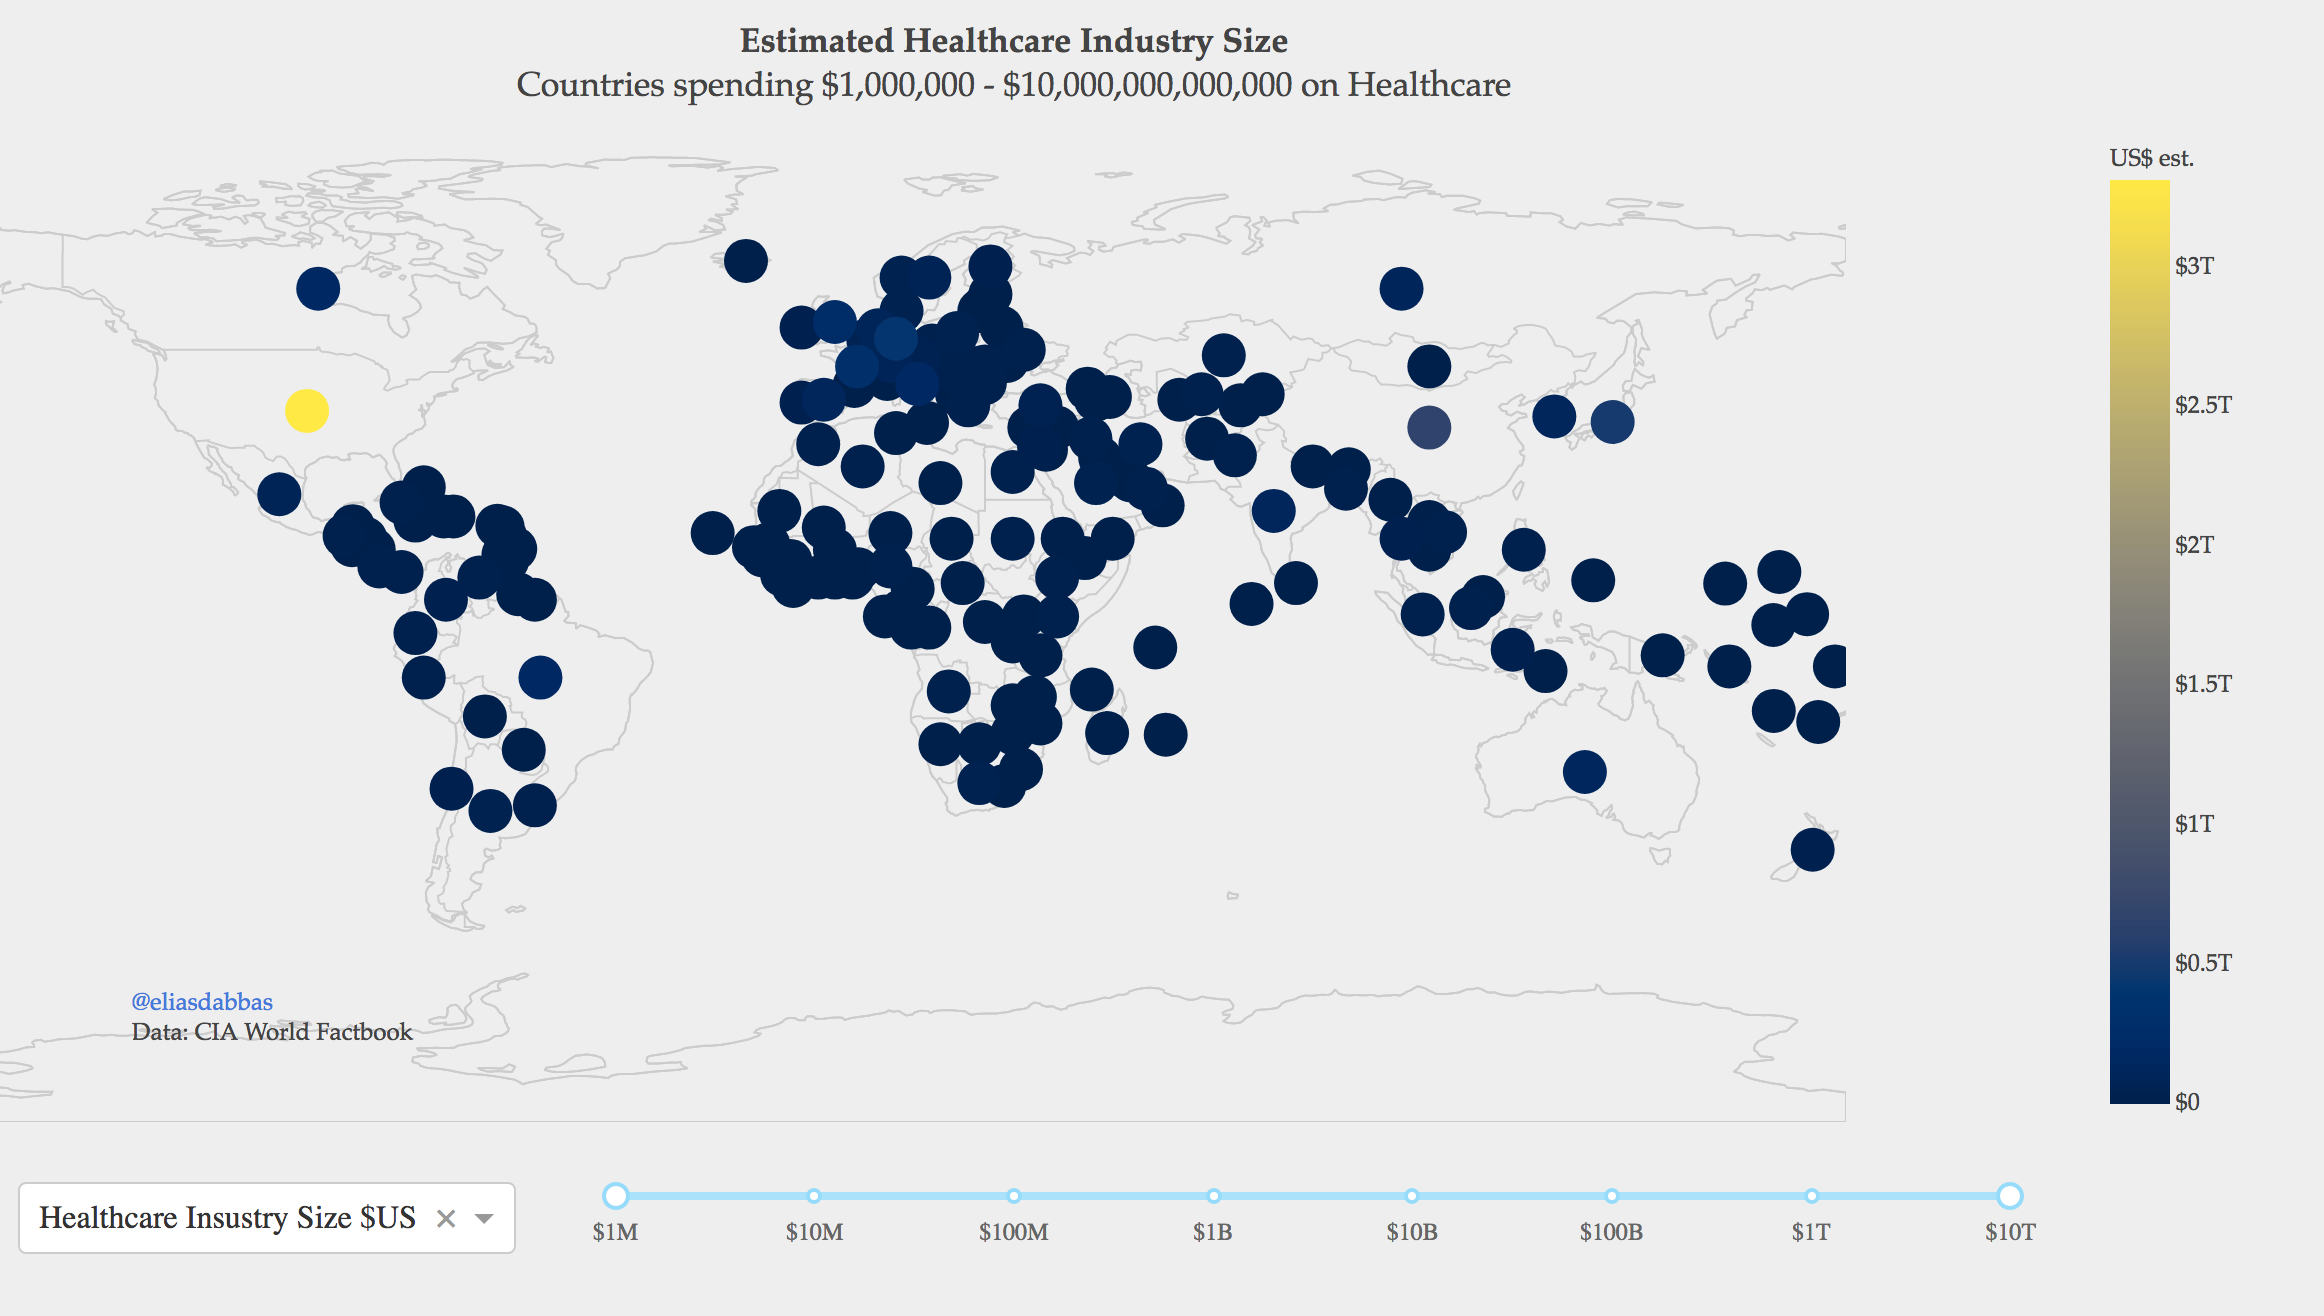 Estimated Healthcare Industry Size
Countries spending $1,000,000 - $10,000,000,000,000 on Healthcare
US$ est.
$3T
$2.5T
$2T
$1.5T
$1T
$0.5T
$0
@eliasdabbas
Data: CIA World Factbook
Healthcare Insustry Size $US ×
$1M $10M $100M $1B $10B $100B $1T $10T